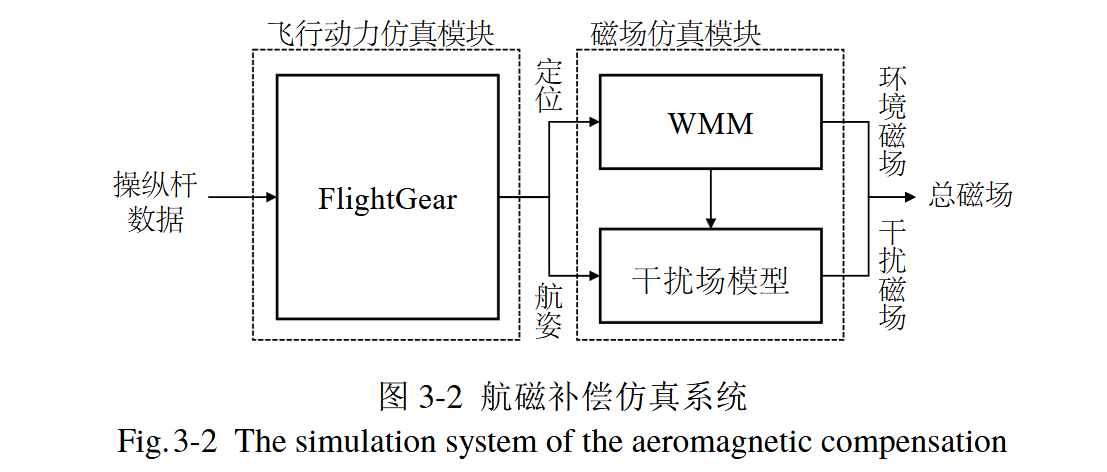 飞行动力仿真模块
磁场仿真模块
操纵杆
数据
FlightGear
定位
航姿
WMM
干扰场模型
环境磁场
干扰磁场
总磁场
图 3-2 航磁补偿仿真系统
Fig.3-2 The simulation system of the aeromagnetic compensation